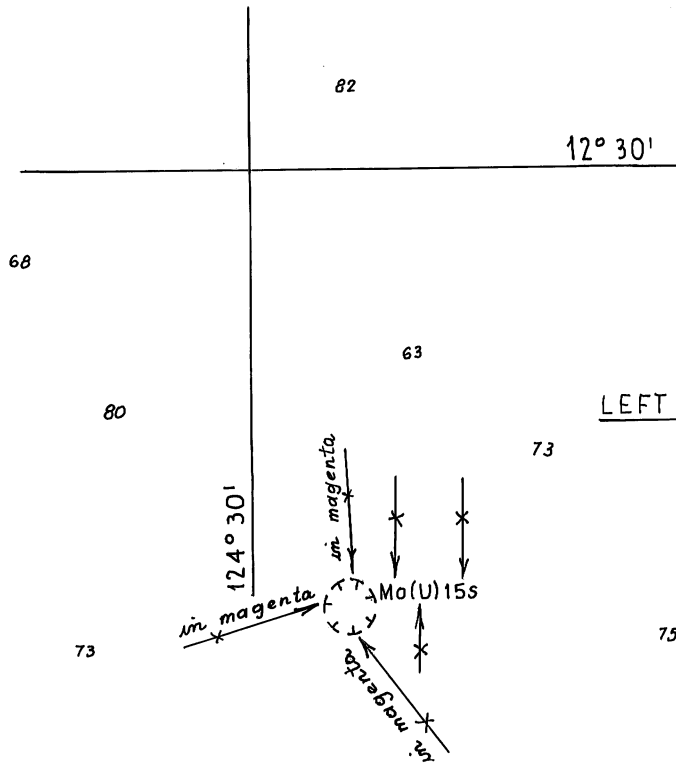 82
12° 30'
68
63
80
LEFT
73
in magenta
124° 30'
Mo(U)15s
in magenta
73
75
in magenta